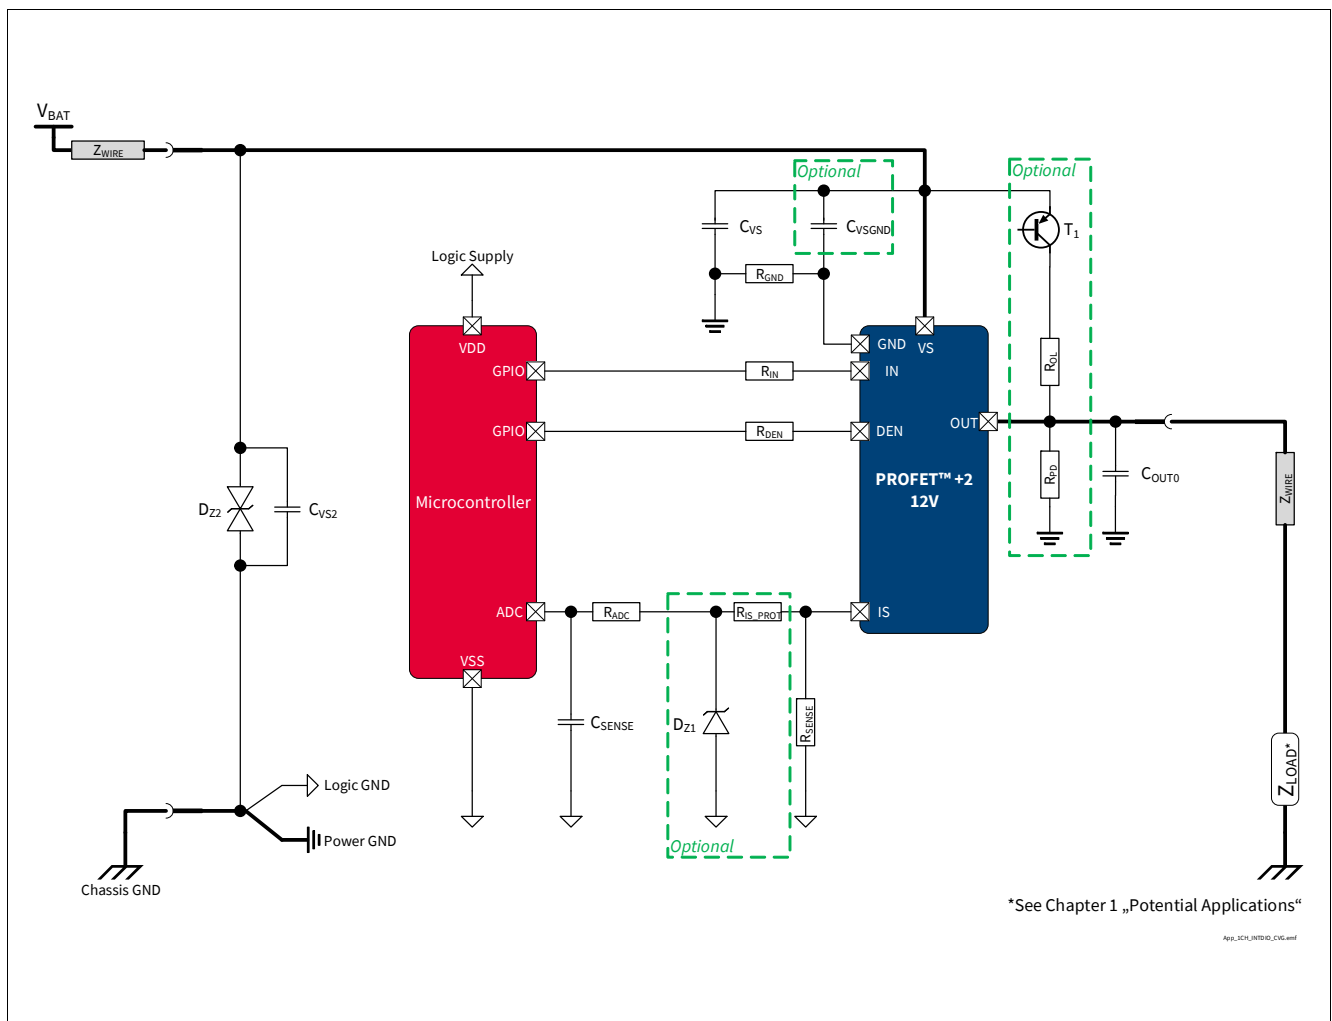 VBAT
ZWIRE
Optional
Optional
CVS
CVSGND
T1
Logic Supply
RGND
VDD
GND
VS
GPIO
RIN
IN
ROL
GPIO
RDEN
DEN
OUT
PROFET™ +2
12V
RPD
COUT0
ZWIRE
Microcontroller
DZ2
CVS2
ADC
RADC
RIS_PROT
IS
VSS
CSENSE
DZ1
RSENSE
ZLOAD*
Logic GND
Power GND
Optional
Chassis GND
*See Chapter 1 „Potential Applications“
App_1CH_INTDIO_CVG.emf